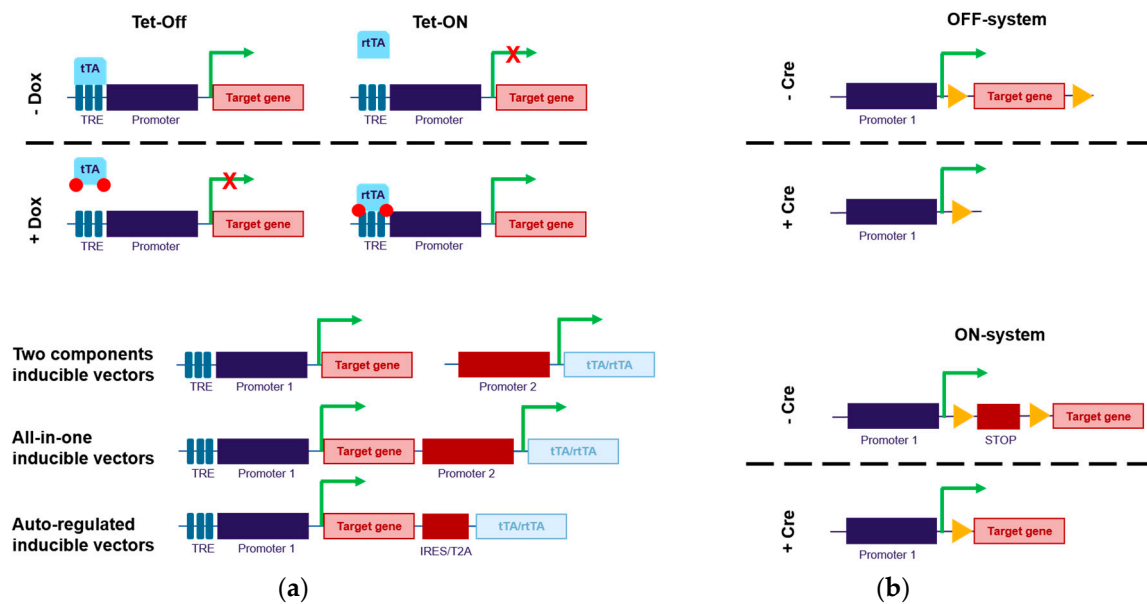 Tet-Off
Tet-ON
- Dox
tTA
TRE
Promoter
Target gene
rtTA
X
TRE
Promoter
Target gene
+ Dox
tTA
X
TRE
Promoter
Target gene
rtTA
TRE
Promoter
Target gene
Two components
inducible vectors
TRE
Promoter 1
Target gene
Promoter 2
tTA/rtTA
All-in-one
inducible vectors
TRE
Promoter 1
Target gene
Promoter 2
tTA/rtTA
Auto-regulated
inducible vectors
TRE
Promoter 1
Target gene
IRES/T2A
tTA/rtTA
(a)
OFF-system
- Cre
Promoter 1
Target gene
+ Cre
Promoter 1
ON-system
- Cre
Promoter 1
STOP
Target gene
+ Cre
Promoter 1
Target gene
(b)